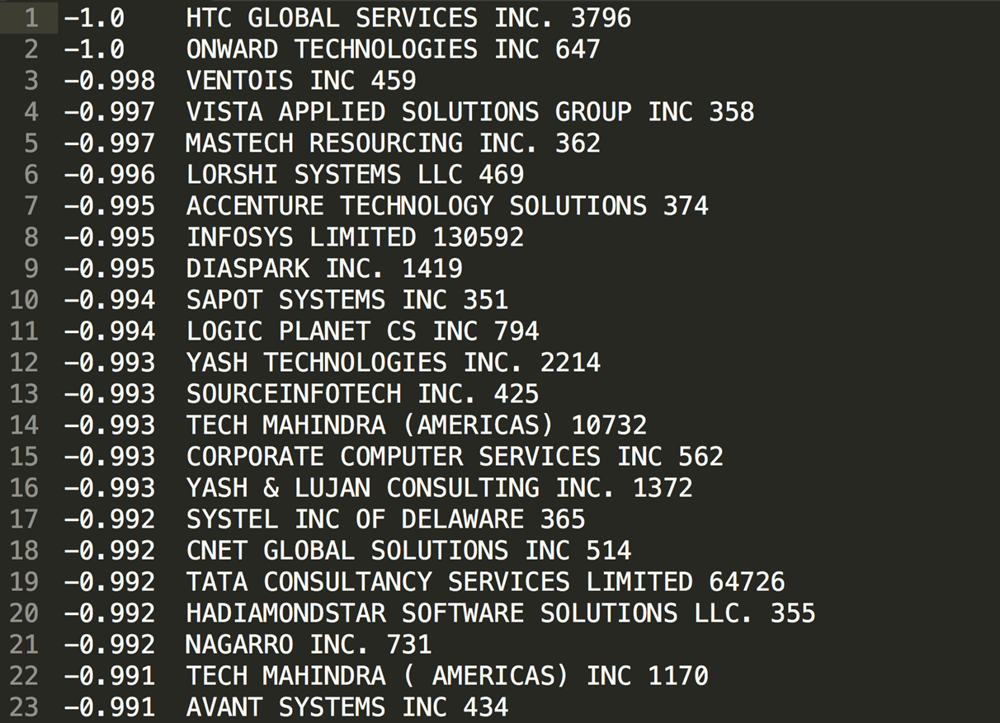 1 -1.0 HTC GLOBAL SERVICES INC. 3796
2 -1.0 ONWARD TECHNOLOGIES INC 647
3 -0.998 VENTOIS INC 459
4 -0.997 VISTA APPLIED SOLUTIONS GROUP INC 358
5 -0.997 MASTECH RESOURCING INC. 362
6 -0.996 LORSHI SYSTEMS LLC 469
7 -0.995 ACCENTURE TECHNOLOGY SOLUTIONS 374
8 -0.995 INFOSYS LIMITED 130592
9 -0.995 DIASPARK INC. 1419
10 -0.994 SAPOT SYSTEMS INC 351
11 -0.994 LOGIC PLANET CS INC 794
12 -0.993 YASH TECHNOLOGIES INC. 2214
13 -0.993 SOURCEINFOTECH INC. 425
14 -0.993 TECH MAHINDRA (AMERICAS) 10732
15 -0.993 CORPORATE COMPUTER SERVICES INC 562
16 -0.993 YASH & LUJAN CONSULTING INC. 1372
17 -0.992 SYSTEL INC OF DELAWARE 365
18 -0.992 CNET GLOBAL SOLUTIONS INC 514
19 -0.992 TATA CONSULTANCY SERVICES LIMITED 64726
20 -0.992 HADIAMONDSTAR SOFTWARE SOLUTIONS LLC. 355
21 -0.992 NAGARRO INC. 731
22 -0.991 TECH MAHINDRA ( AMERICAS) INC 1170
23 -0.991 AVANT SYSTEMS INC 434